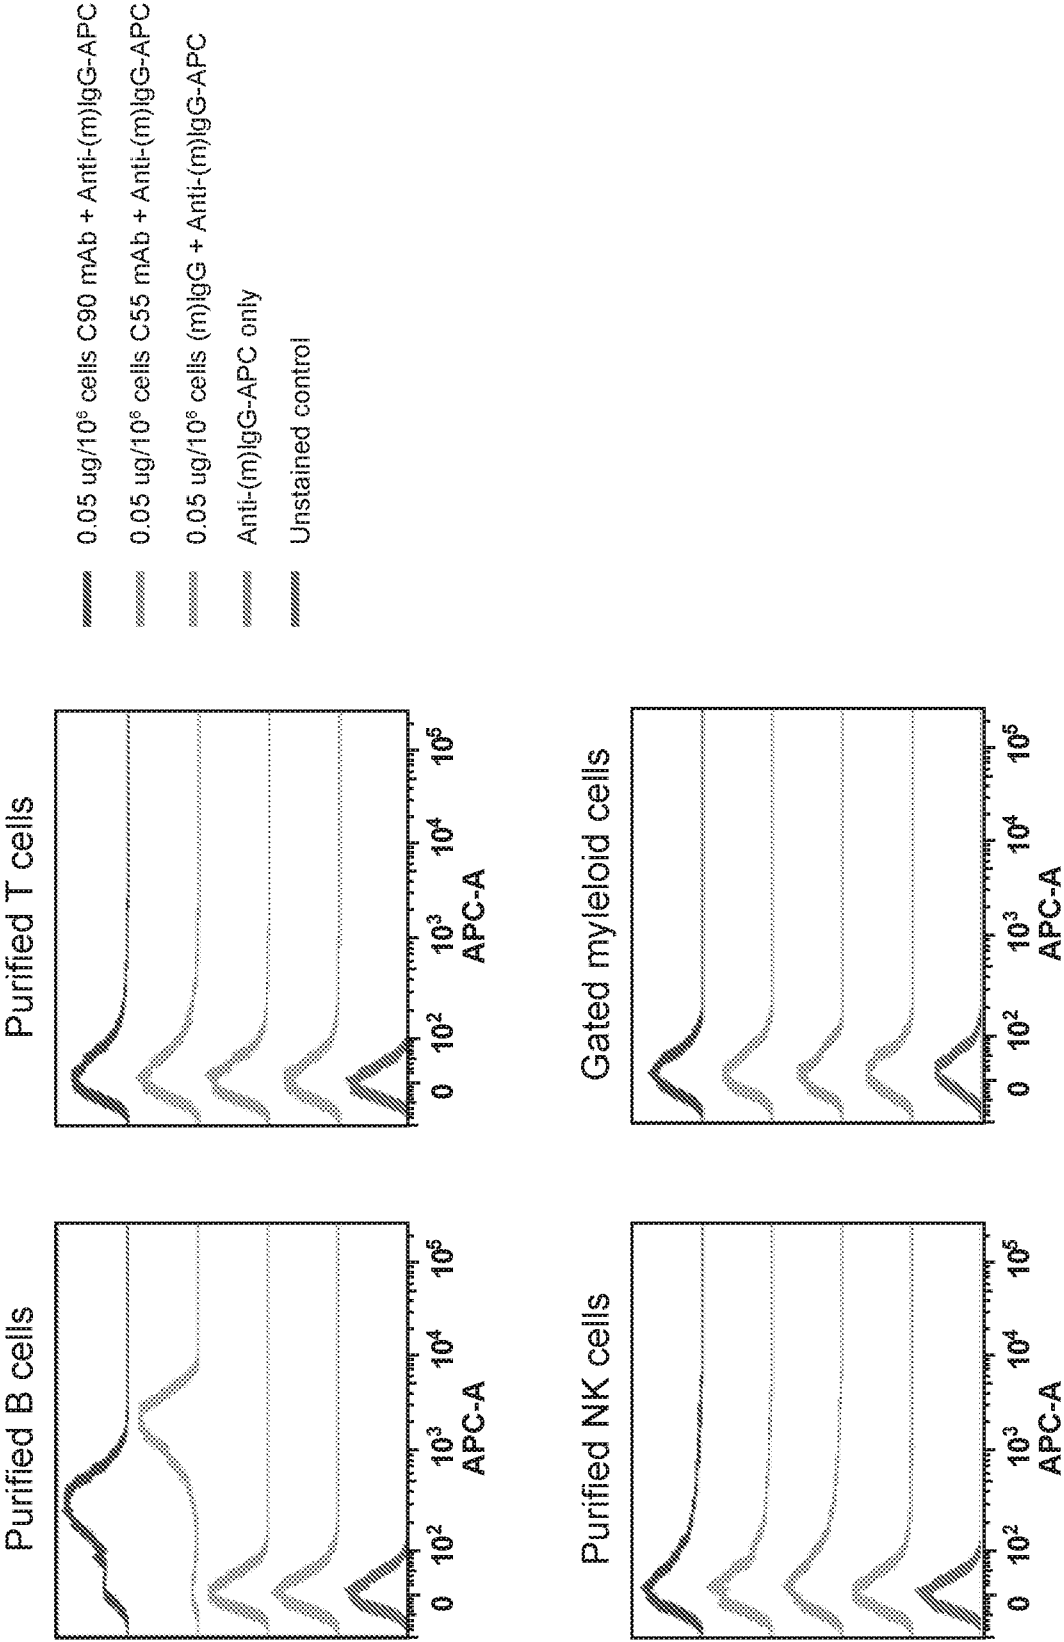 Purified B cells
0 10² 10³ 10⁴ 10⁵
APC-A
Purified T cells
0 10² 10³ 10⁴ 10⁵
APC-A
0.05 ug/10⁶ cells C90 mAb + Anti-(m)IgG-APC
0.05 ug/10⁶ cells C55 mAb + Anti-(m)IgG-APC
0.05 ug/10⁶ cells (m)IgG + Anti-(m)IgG-APC
Anti-(m)IgG-APC only
Unstained control
Purified NK cells
0 10² 10³ 10⁴ 10⁵
APC-A
Gated myleloid cells
0 10² 10³ 10⁴ 10⁵
APC-A